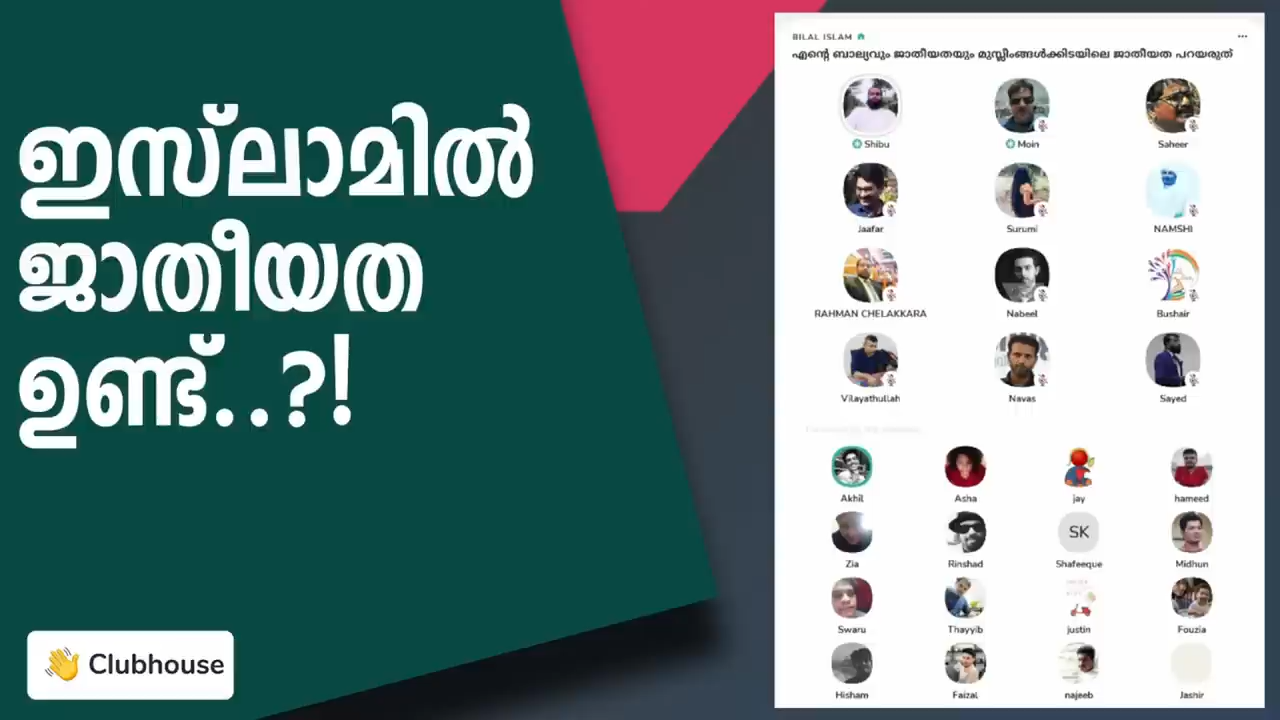 ഇസ്‌ലാമിൽ
ജാതീയത
ഉണ്ട്..?!
👋 Clubhouse
BILAL ISLAM
എന്റെ ബാല്യവും ജാതീയതയും മുസ്ലീംങ്ങൾക്കിടയിലെ ജാതീയത പറയരുത്
Shibu Moin Saheer
Jaafar Surumi NAMSHI
RAHMAN CHELAKKARA Nabeel Bushair
Vilayathullah Navas Sayed
Akhil Asha jay hameed
SK
Zia Rinshad Shafeeque Midhun
Swaru Thayyib justin Fouzia
Hisham Faizal najeeb Jashir